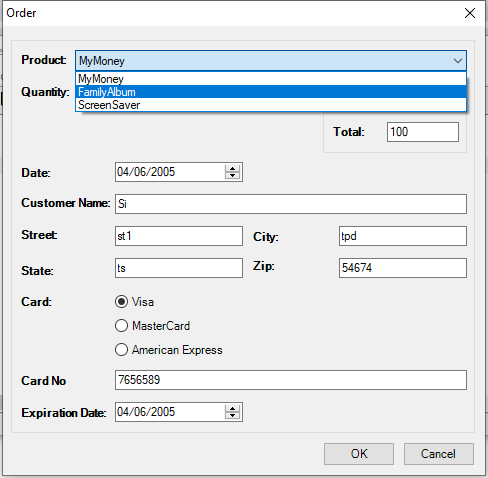 Order
Product: MyMoney
MyMoney
Quantity: FamilyAlbum
ScreenSaver
Total: 100
Date: 04/06/2005
Customer Name: Si
Street: st1 City: tpd
State: ts Zip: 54674
Card: Visa
MasterCard
American Express
Card No 7656589
Expiration Date: 04/06/2005
OK Cancel